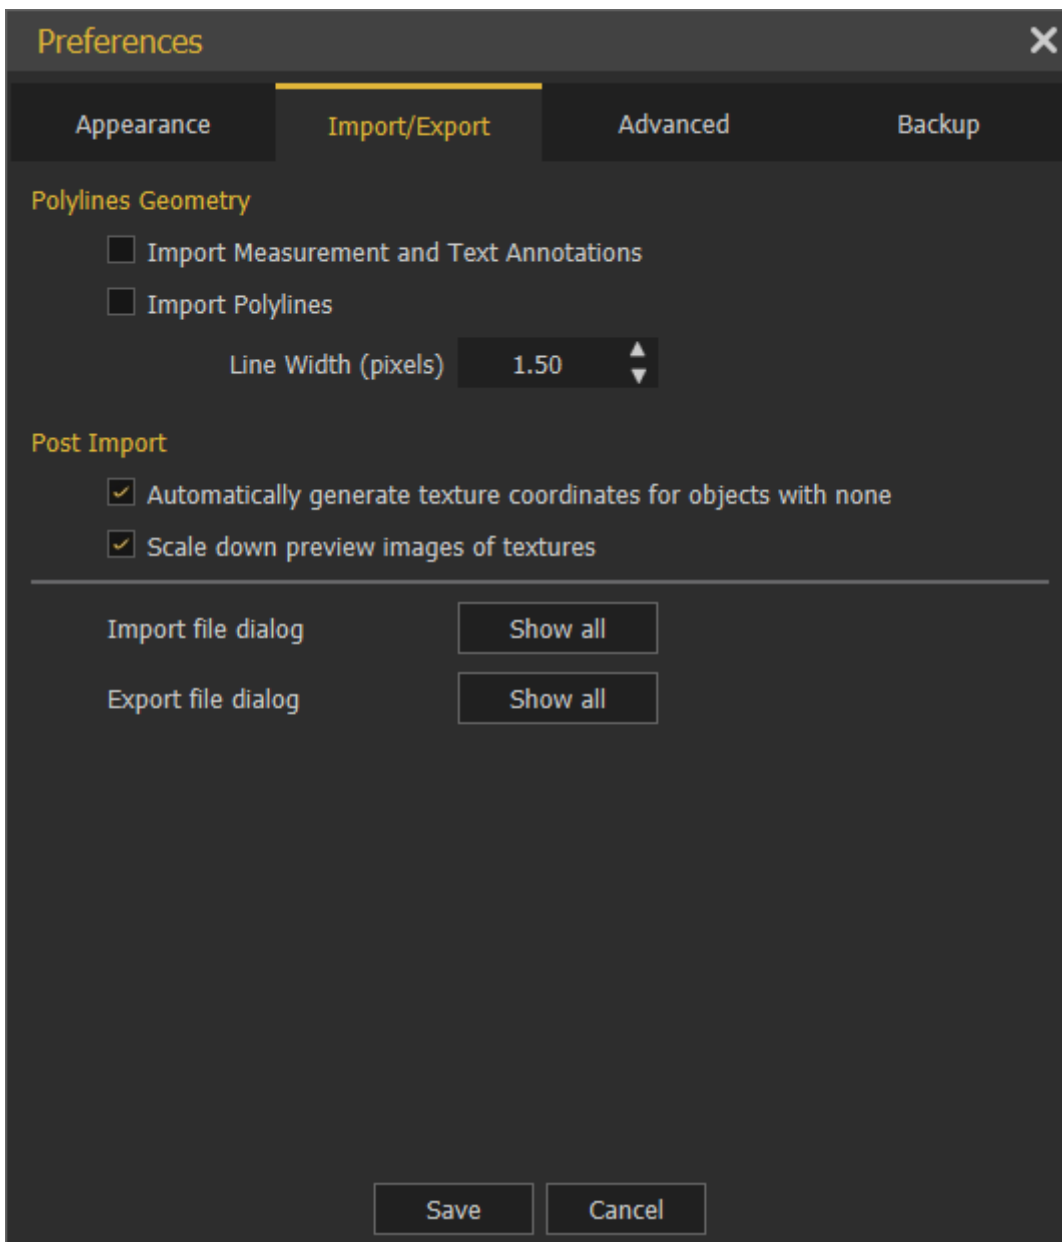 Preferences
Appearance Import/Export Advanced Backup
Polylines Geometry
Import Measurement and Text Annotations
Import Polylines
Line Width (pixels) 1.50
Post Import
Automatically generate texture coordinates for objects with none
Scale down preview images of textures
Import file dialog Show all
Export file dialog Show all
Save Cancel